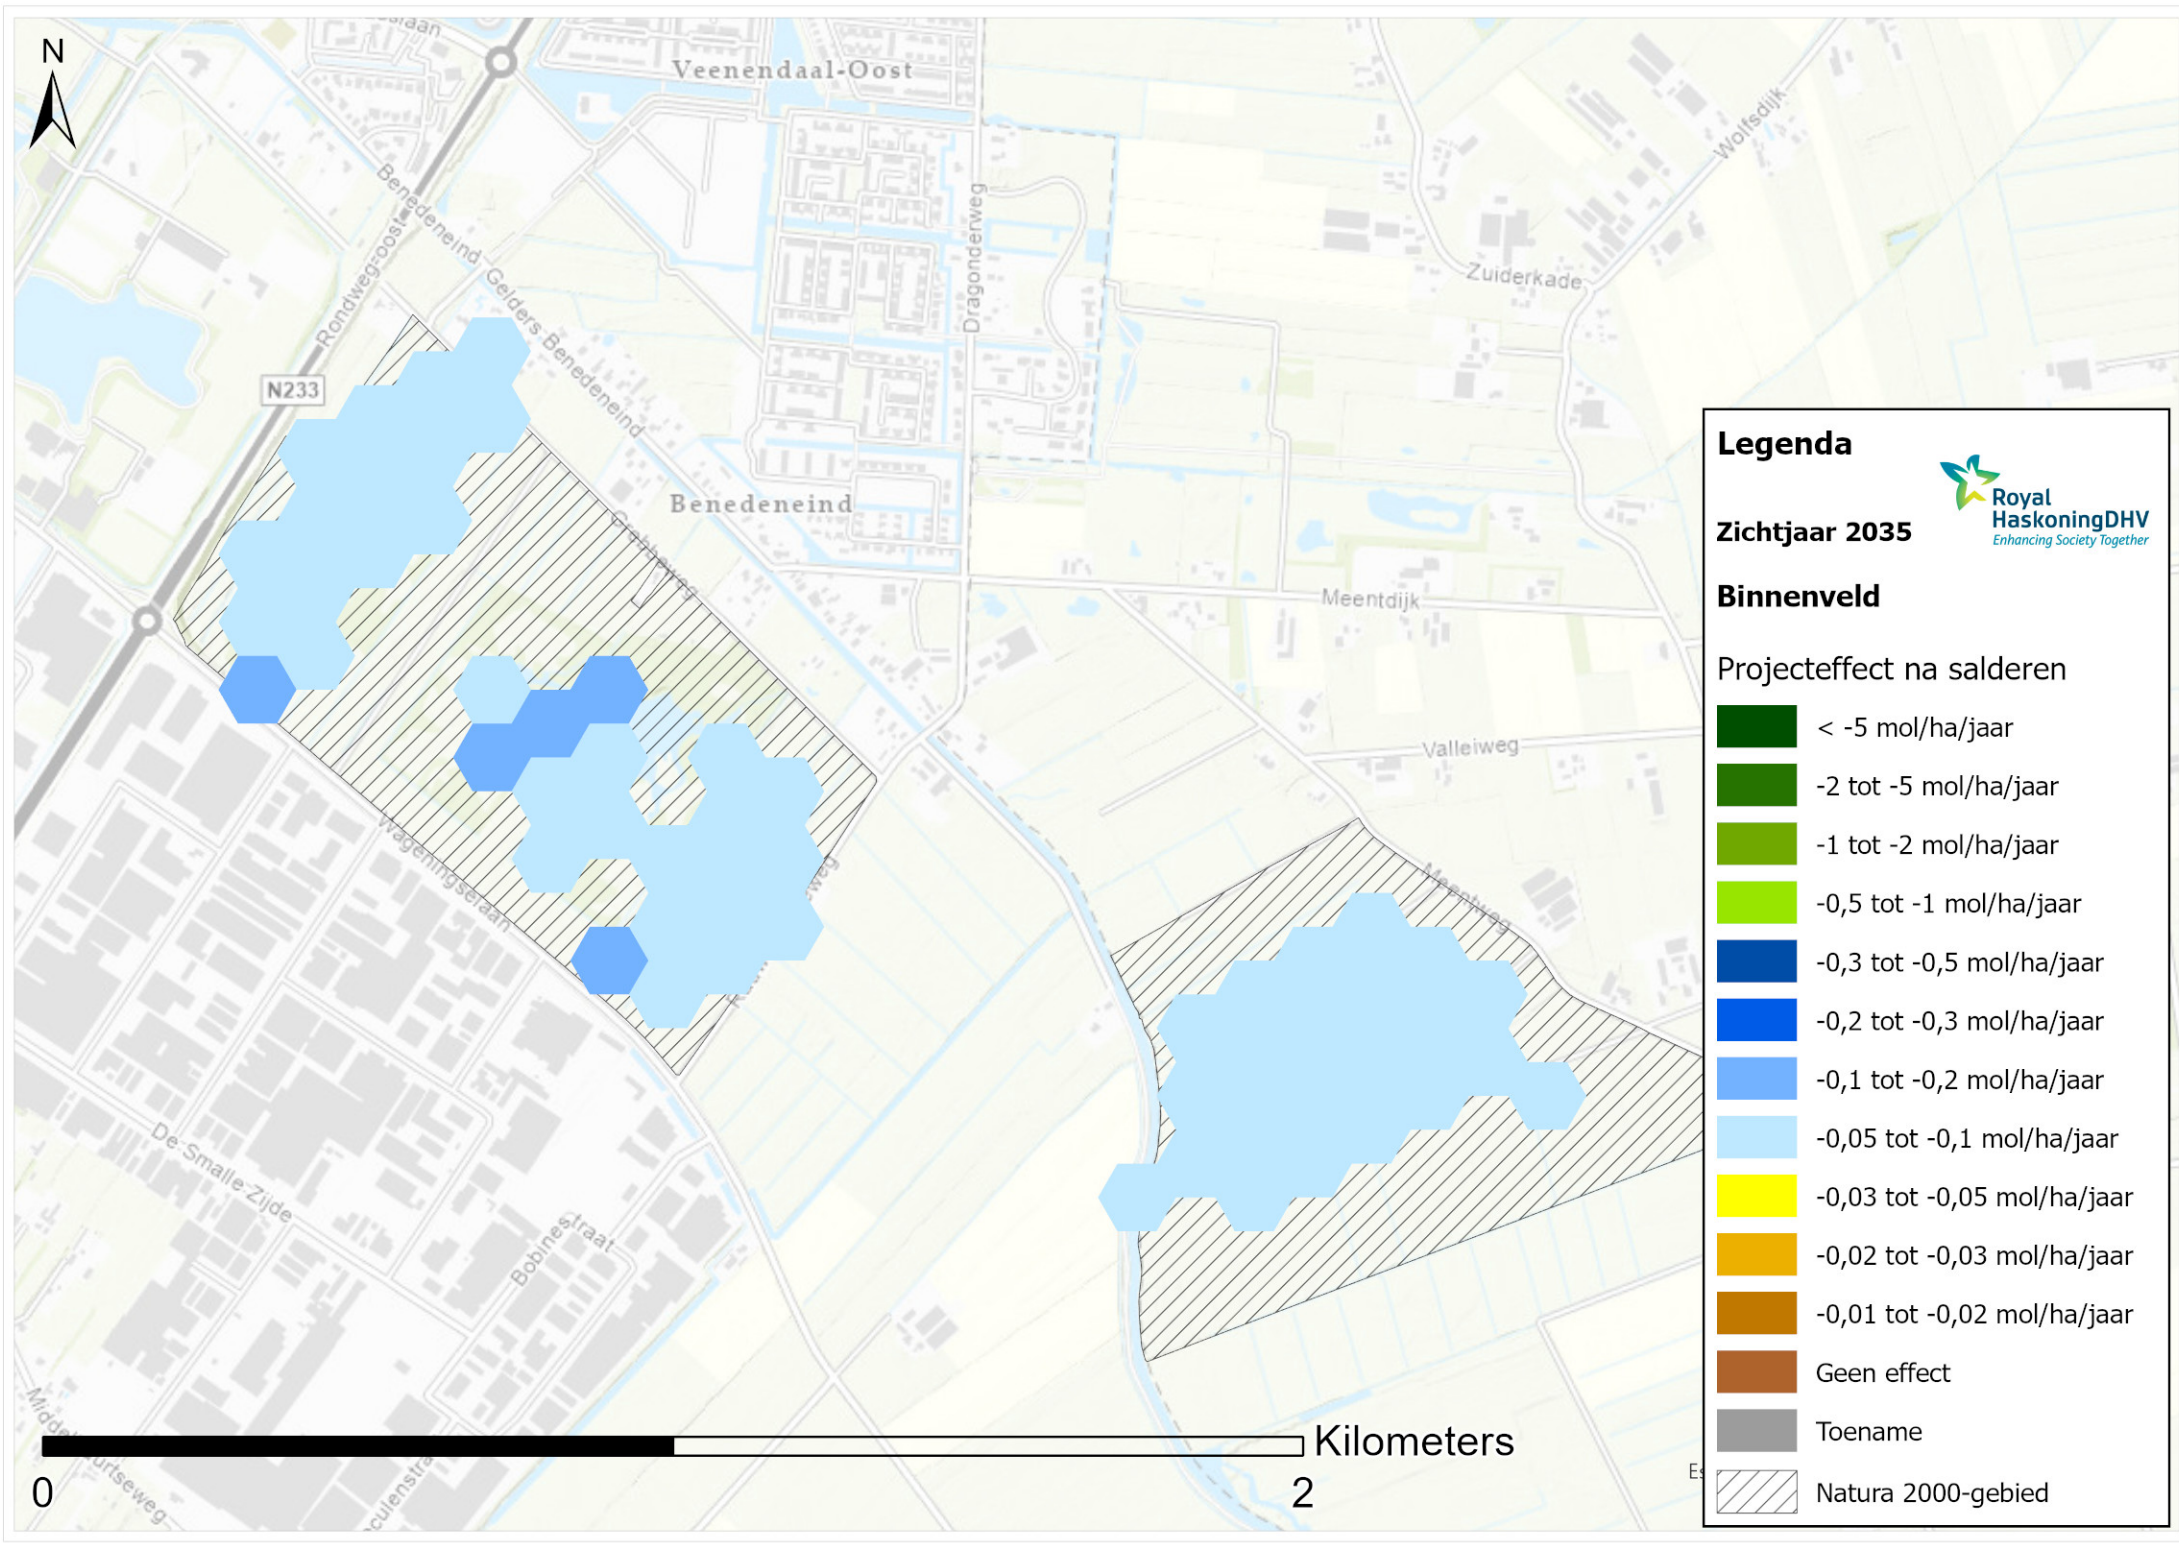 N
Veenendaal-Oost
Wolfsdijk
Benedeneind
Gelders-Benedeneind
Rondweg-oost
Dragonderweg
Zuiderkade
N233
Benedeneind
Grebbeweg
Meentdijk
Valleiweg
Meentweg
Wageningselaan
De-Smalle-Zijde
Bobinestraat
Kilometers
0
2
Legenda
Royal
HaskoningDHV
Enhancing Society Together
Zichtjaar 2035
Binnenveld
Projecteffect na salderen
< -5 mol/ha/jaar
-2 tot -5 mol/ha/jaar
-1 tot -2 mol/ha/jaar
-0,5 tot -1 mol/ha/jaar
-0,3 tot -0,5 mol/ha/jaar
-0,2 tot -0,3 mol/ha/jaar
-0,1 tot -0,2 mol/ha/jaar
-0,05 tot -0,1 mol/ha/jaar
-0,03 tot -0,05 mol/ha/jaar
-0,02 tot -0,03 mol/ha/jaar
-0,01 tot -0,02 mol/ha/jaar
Geen effect
Toename
Natura 2000-gebied